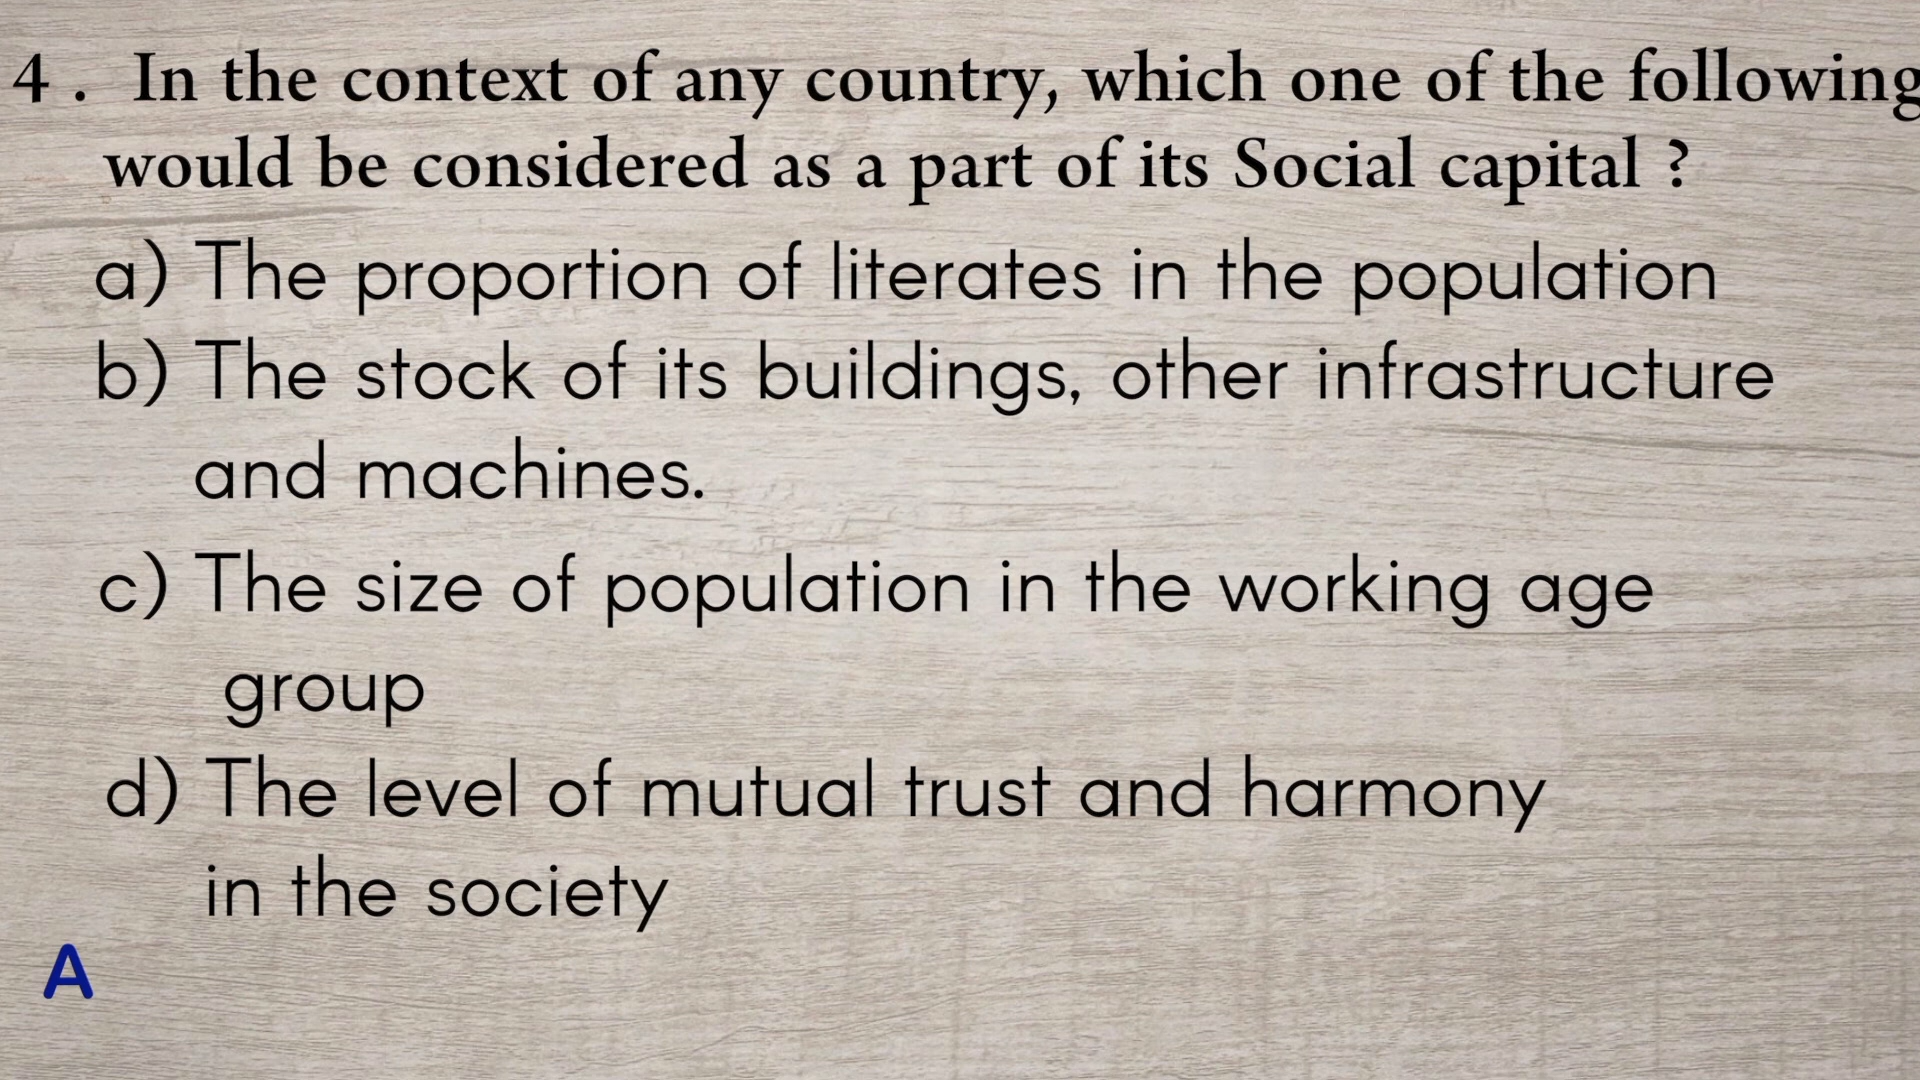 4 . In the context of any country, which one of the following
would be considered as a part of its Social capital ?
a) The proportion of literates in the population
b) The stock of its buildings, other infrastructure
and machines.
c) The size of population in the working age
group
d) The level of mutual trust and harmony
in the society
A